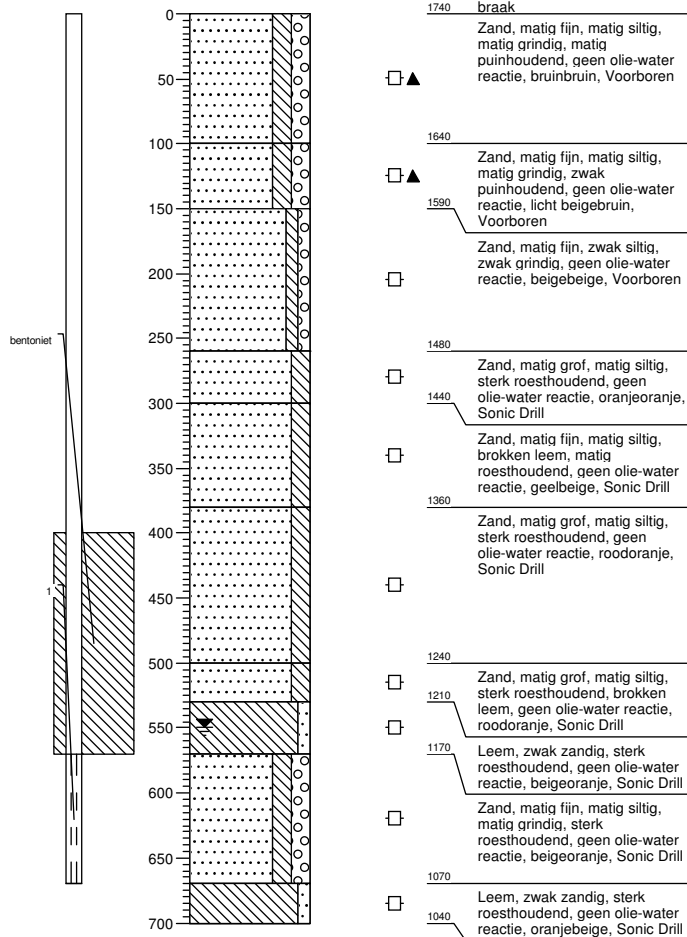 0
50
100
150
200
250
300
350
400
450
500
550
600
650
700
bentoniet
1
1740 braak
Zand, matig fijn, matig siltig,
matig grindig, matig
puinhoudend, geen olie-water
reactie, bruinbruin, Voorboren
1640
Zand, matig fijn, matig siltig,
matig grindig, zwak
puinhoudend, geen olie-water
reactie, licht beigebruin,
Voorboren
1590
Zand, matig fijn, zwak siltig,
zwak grindig, geen olie-water
reactie, beigebeige, Voorboren
1480
Zand, matig grof, matig siltig,
sterk roesthoudend, geen
olie-water reactie, oranjeoranje,
Sonic Drill
1440
Zand, matig fijn, matig siltig,
brokken leem, matig
roesthoudend, geen olie-water
reactie, geelbeige, Sonic Drill
1360
Zand, matig grof, matig siltig,
sterk roesthoudend, geen
olie-water reactie, roodoranje,
Sonic Drill
1240
Zand, matig grof, matig siltig,
sterk roesthoudend, brokken
leem, geen olie-water reactie,
roodoranje, Sonic Drill
1210
Leem, zwak zandig, sterk
roesthoudend, geen olie-water
reactie, beigeoranje, Sonic Drill
1170
Zand, matig fijn, matig siltig,
matig grindig, sterk
roesthoudend, geen olie-water
reactie, beigeoranje, Sonic Drill
1070
Leem, zwak zandig, sterk
roesthoudend, geen olie-water
reactie, oranjebeige, Sonic Drill
1040